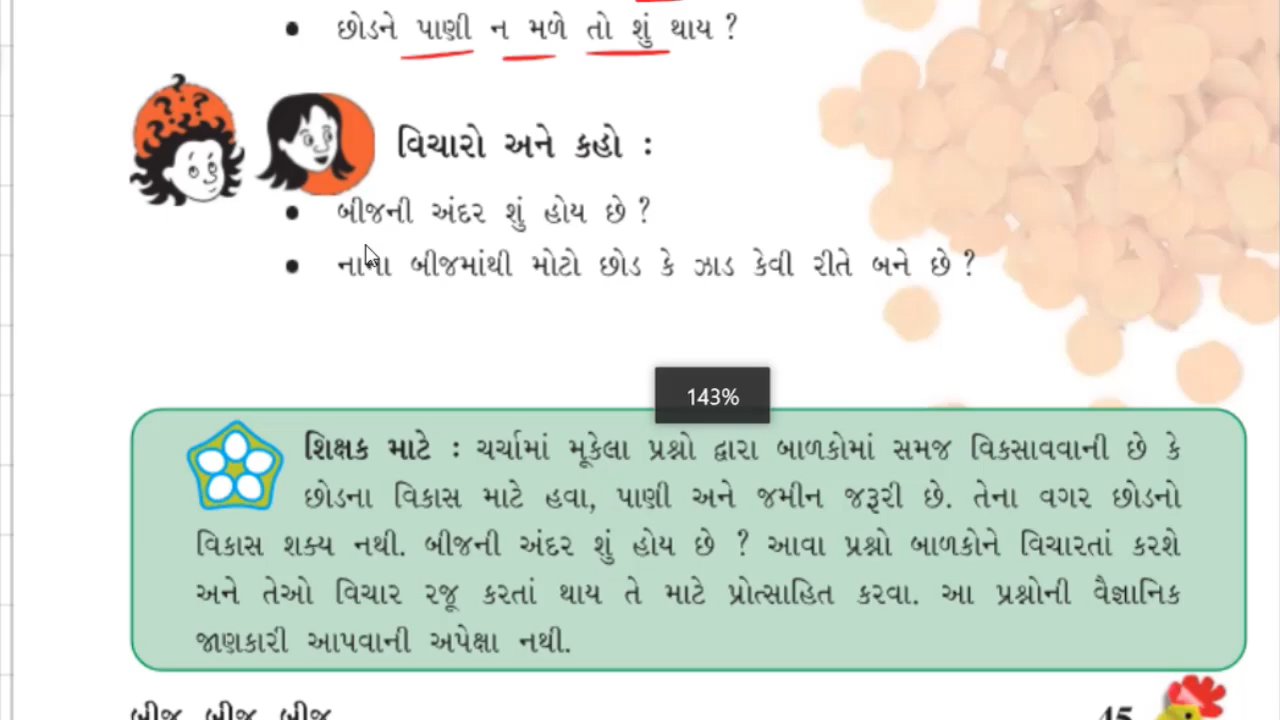 • છોડને પાણી ન મળે તો શું થાય ?
વિચારો અને કહો :
• બીજની અંદર શું હોય છે ?
• નાના બીજમાંથી મોટો છોડ કે ઝાડ કેવી રીતે બને છે ?
143%
શિક્ષક માટે : ચર્ચામાં મૂકેલા પ્રશ્નો દ્વારા બાળકોમાં સમજ વિકસાવવાની છે કે
છોડના વિકાસ માટે હવા, પાણી અને જમીન જરૂરી છે. તેના વગર છોડનો
વિકાસ શક્ય નથી. બીજની અંદર શું હોય છે ? આવા પ્રશ્નો બાળકોને વિચારતાં કરશે
અને તેઓ વિચાર રજૂ કરતાં થાય તે માટે પ્રોત્સાહિત કરવા. આ પ્રશ્નોની વૈજ્ઞાનિક
જાણકારી આપવાની અપેક્ષા નથી.
બીજ બીજ બીજ
45